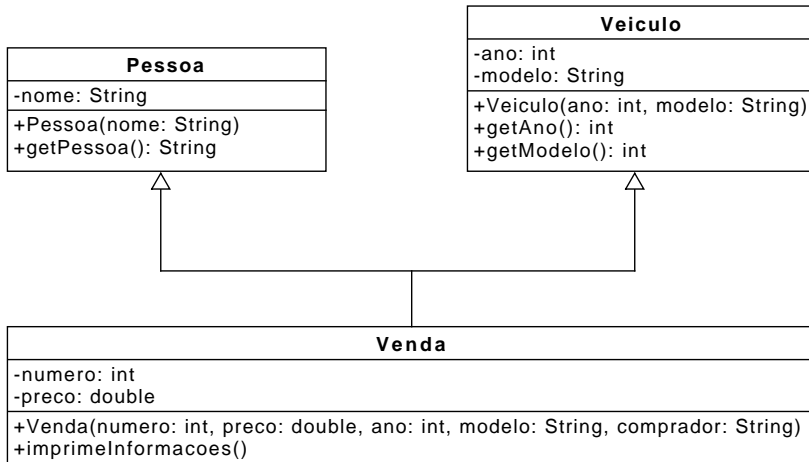 Pessoa
-nome: String
+Pessoa(nome: String)
+getPessoa(): String
Veiculo
-ano: int
-modelo: String
+Veiculo(ano: int, modelo: String)
+getAno(): int
+getModelo(): int
Venda
-numero: int
-preco: double
+Venda(numero: int, preco: double, ano: int, modelo: String, comprador: String)
+imprimeInformacoes()